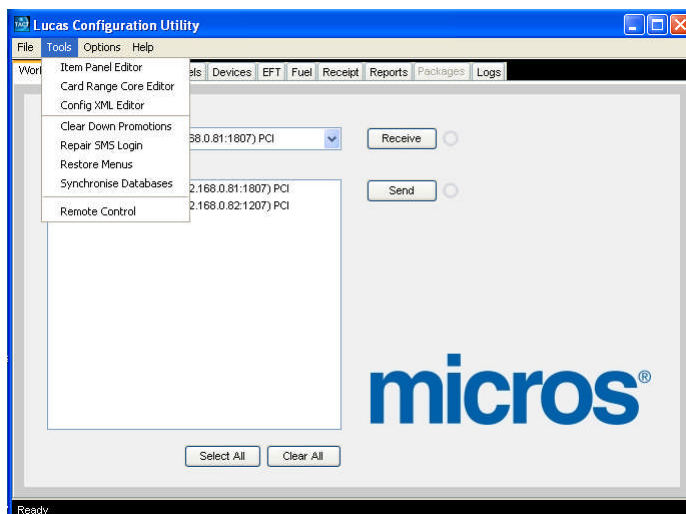 TACT Lucas Configuration Utility
File Tools Options Help
Item Panel Editor
Card Range Core Editor
Config XML Editor
Clear Down Promotions
Repair SMS Login
Restore Menus
Synchronise Databases
Remote Control
Devices EFT Fuel Receipt Reports Packages Logs
68.0.81:1807) PCI
Receive
2.168.0.81:1807) PCI
Send
2.168.0.82:1207) PCI
micros®
Select All Clear All
Ready